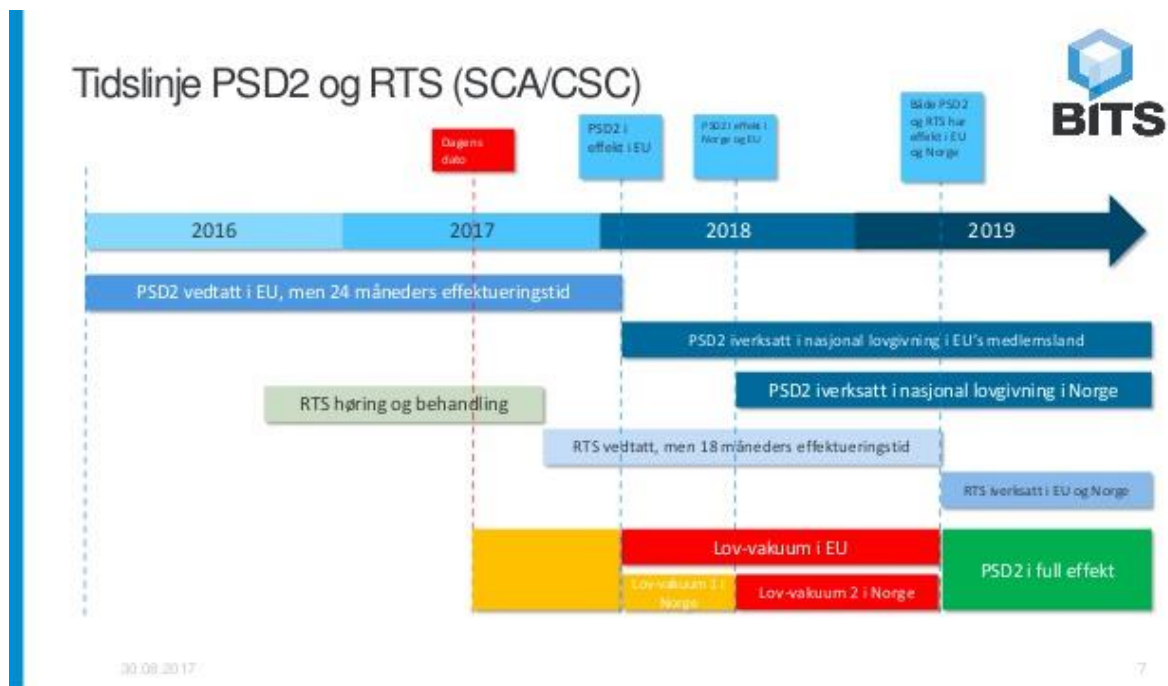 Tidslinje PSD2 og RTS (SCA/CSC)
BITS
Dagens
dato
PSD2 i
effekt i EU
PSD2 i effekt i
Norge og EU
Både PSD2
og RTS har
effekt i EU
og Norge
2016
2017
2018
2019
PSD2 vedtatt i EU, men 24 måneders effektueringstid
PSD2 iverksatt i nasjonal lovgivning i EU's medlemsland
PSD2 iverksatt i nasjonal lovgivning i Norge
RTS høring og behandling
RTS vedtatt, men 18 måneders effektueringstid
RTS iverksatt i EU og Norge
Lov-vakuum i EU
Lov-vakuum 1 i
Norge
Lov-vakuum 2 i Norge
PSD2 i full effekt
30.08.2017
7